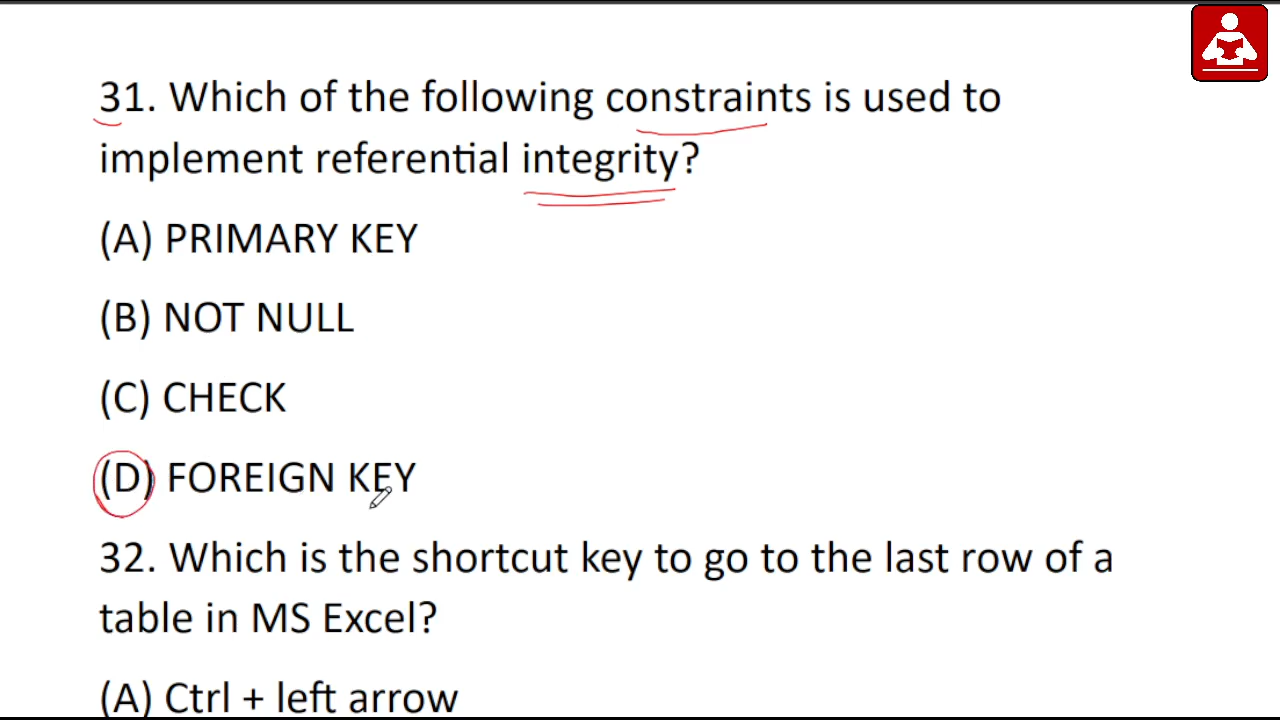 31. Which of the following constraints is used to
implement referential integrity?
(A) PRIMARY KEY
(B) NOT NULL
(C) CHECK
(D) FOREIGN KEY
32. Which is the shortcut key to go to the last row of a
table in MS Excel?
(A) Ctrl + left arrow